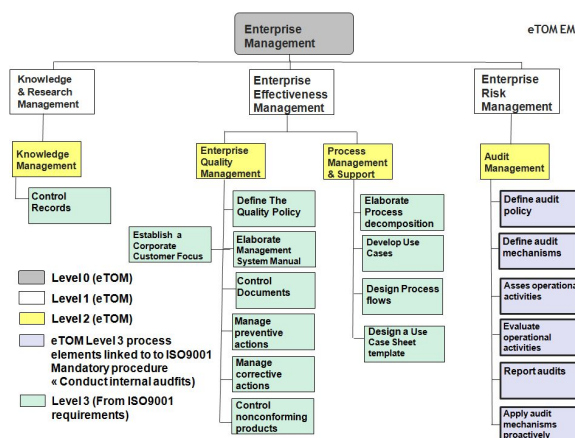 eTOM EM
Enterprise
Management
Knowledge
& Research
Management
Enterprise
Effectiveness
Management
Enterprise
Risk
Management
Knowledge
Management
Enterprise
Quality
Management
Process
Management
& Support
Audit
Management
Control
Records
Define The
Quality Policy
Elaborate
Process
decomposition
Define audit
policy
Establish a
Corporate
Customer Focus
Elaborate
Management
System Manual
Develop Use
Cases
Define audit
mechanisms
Control
Documents
Design Process
flows
Asses operational
activities
Manage
preventive
actions
Design a Use
Case Sheet
template
Evaluate
operational
activities
Manage
corrective
actions
Report audits
Control
nonconforming
products
Apply audit
mechanisms
proactively
Level 0 (eTOM)
Level 1 (eTOM)
Level 2 (eTOM)
eTOM Level 3 process
elements linked to to ISO9001
Mandatory procedure
« Conduct internal audfits)
Level 3 (From ISO9001
requirements)